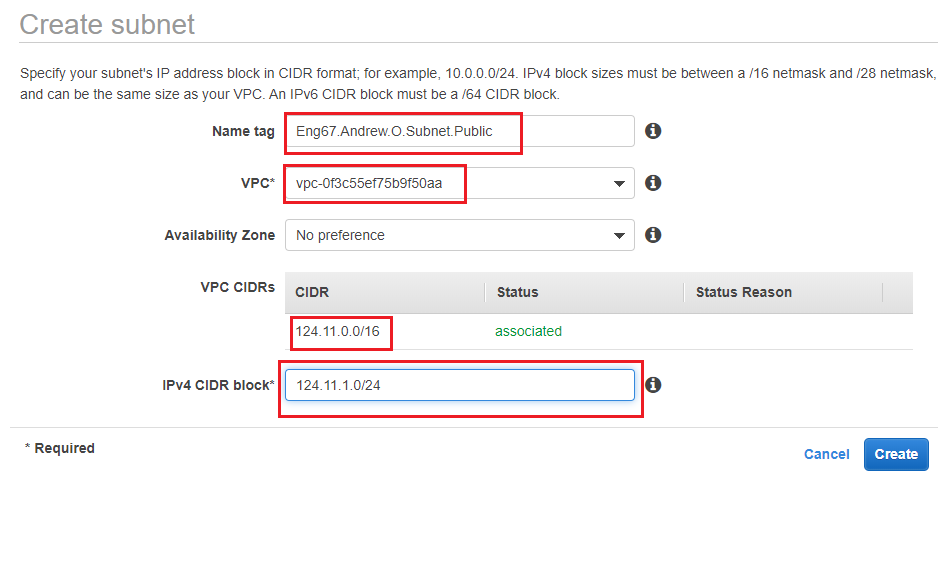 Create subnet
Specify your subnet's IP address block in CIDR format; for example, 10.0.0.0/24. IPv4 block sizes must be between a /16 netmask and /28 netmask,
and can be the same size as your VPC. An IPv6 CIDR block must be a /64 CIDR block.
Name tag Eng67.Andrew.O.Subnet.Public
VPC* vpc-0f3c55ef75b9f50aa
Availability Zone No preference
VPC CIDRs CIDR Status Status Reason
124.11.0.0/16 associated
IPv4 CIDR block* 124.11.1.0/24
* Required
Cancel Create